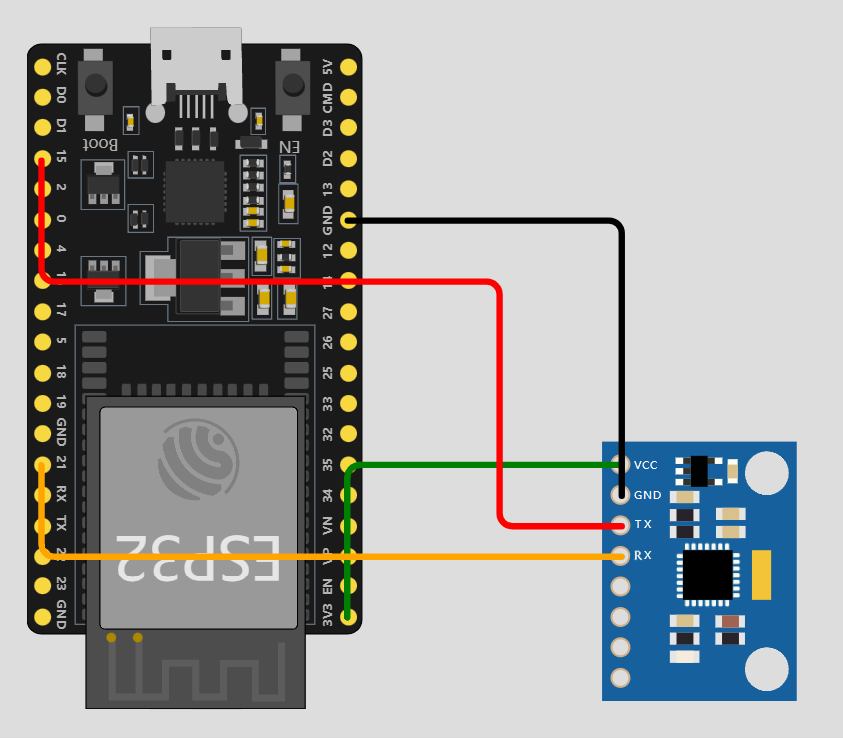 CLK
D0
D1
15
2
0
4
17
5
18
19
GND
21
RX
TX
22
23
GND
Boot
EN
5V
CMD
D3
D2
13
GND
12
14
27
26
25
33
32
35
34
VN
VP
EN
3V3
ESP32
VCC
GND
TX
RX